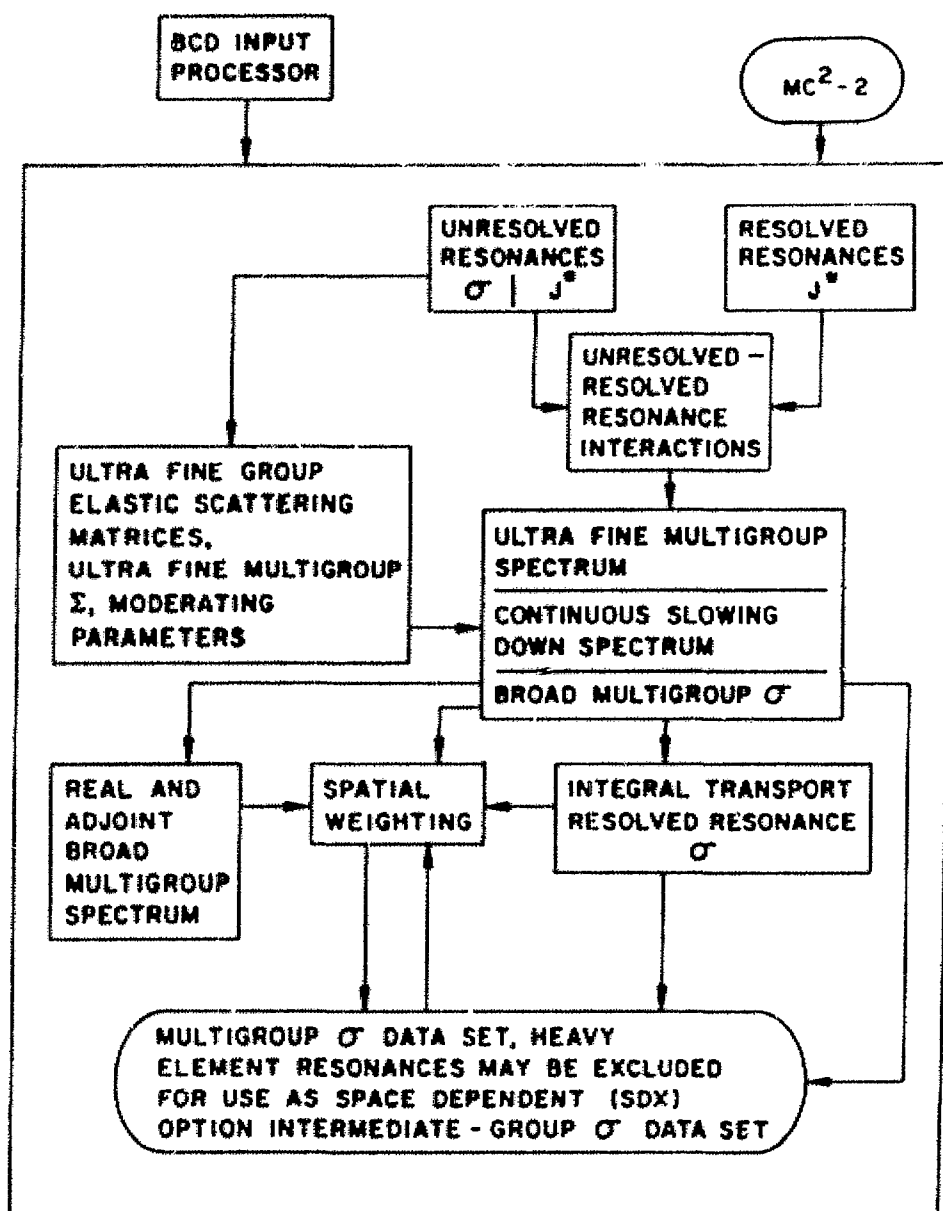 BCD INPUT
PROCESSOR
MC²-2
UNRESOLVED
RESONANCES
σ | J*
RESOLVED
RESONANCES
J*
UNRESOLVED-
RESOLVED
RESONANCE
INTERACTIONS
ULTRA FINE GROUP
ELASTIC SCATTERING
MATRICES,
ULTRA FINE MULTIGROUP
Σ, MODERATING
PARAMETERS
ULTRA FINE MULTIGROUP
SPECTRUM
CONTINUOUS SLOWING
DOWN SPECTRUM
BROAD MULTIGROUP σ
REAL AND
ADJOINT
BROAD
MULTIGROUP
SPECTRUM
SPATIAL
WEIGHTING
INTEGRAL TRANSPORT
RESOLVED RESONANCE
σ
MULTIGROUP σ DATA SET, HEAVY
ELEMENT RESONANCES MAY BE EXCLUDED
FOR USE AS SPACE DEPENDENT (SDX)
OPTION INTERMEDIATE-GROUP σ DATA SET